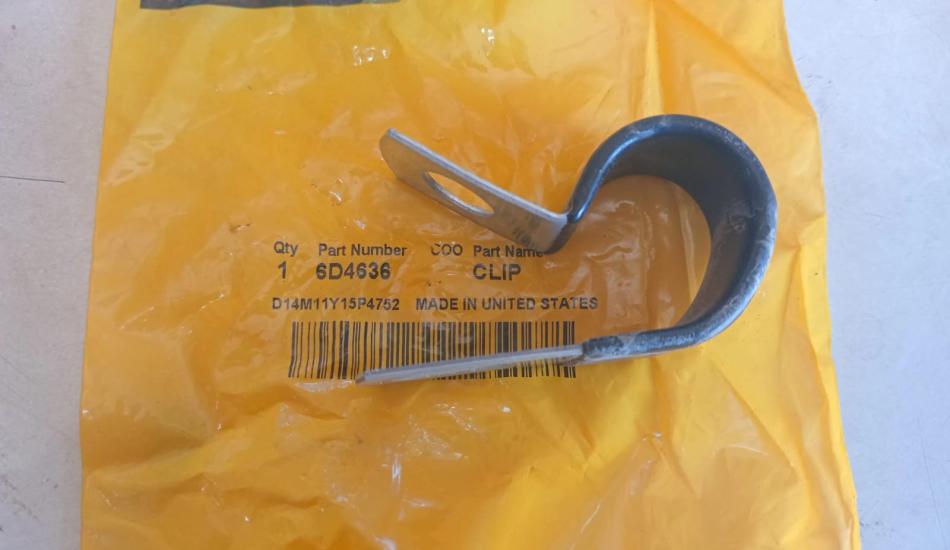 Qty Part Number COO Part Name
1 6D4636 CLIP
D14M11Y15P4752 MADE IN UNITED STATES